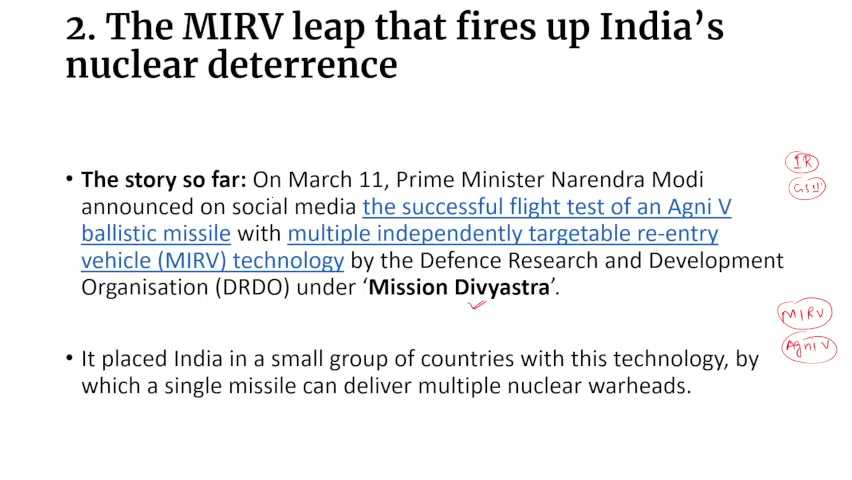 2. The MIRV leap that fires up India’s
nuclear deterrence
• The story so far: On March 11, Prime Minister Narendra Modi
announced on social media the successful flight test of an Agni V
ballistic missile with multiple independently targetable re-entry
vehicle (MIRV) technology by the Defence Research and Development
Organisation (DRDO) under ‘Mission Divyastra’.
• It placed India in a small group of countries with this technology, by
which a single missile can deliver multiple nuclear warheads.
IR
MIRV
Agni V